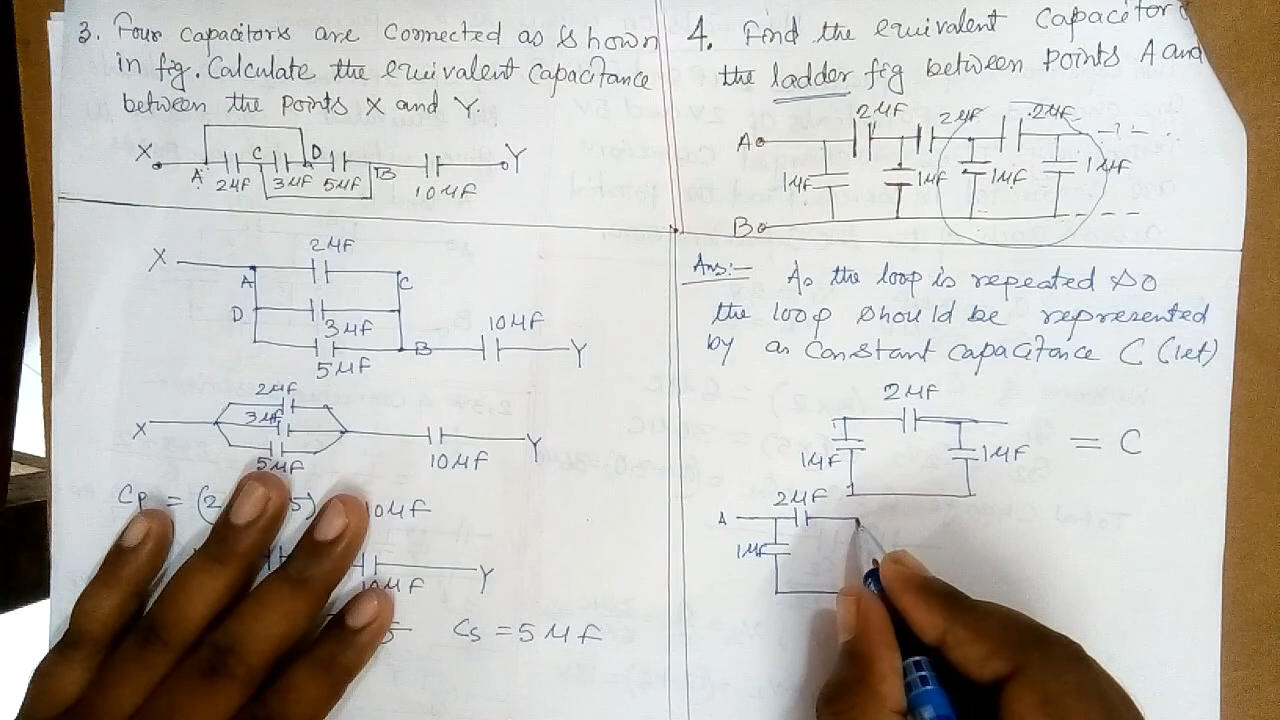 3. Four capacitors are Connected as shown
in fig. Calculate the equivalent capacitance
between the points X and Y.
X A 2μF C 3μF D 5μF B 10μF Y
X A 2μF C
D 3μF 10μF
5μF B Y
2μF
X 3μF Y
5μF 10μF
Cp = (2 5) 10μF
10μF Y
5 Cs = 5μF
4. Find the equivalent Capacitor
the ladder fig between points A and
2μF 2μF 2μF
A 1μF 1μF 1μF 1μF
B
Ans:- As the loop is repeated so
the loop should be represented
by a constant capacitance C (let)
2μF
1μF 1μF = C
A 2μF
1μF